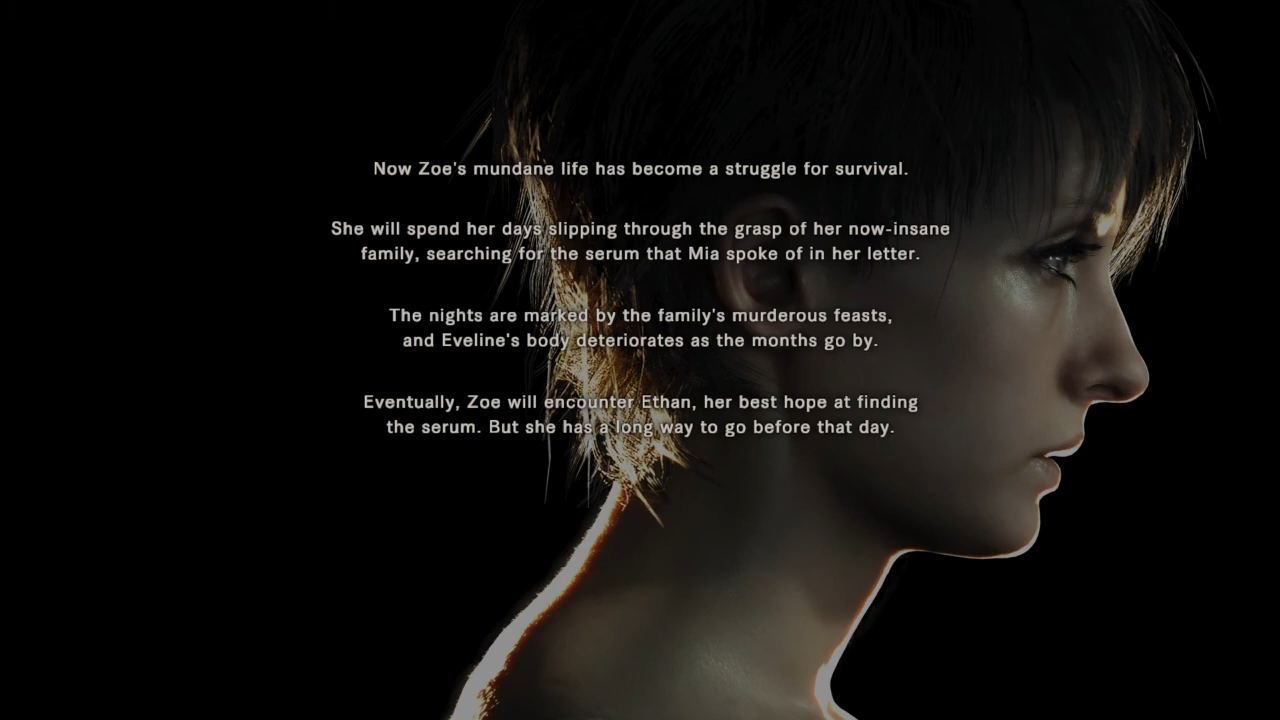 Now Zoe's mundane life has become a struggle for survival.
She will spend her days slipping through the grasp of her now-insane
family, searching for the serum that Mia spoke of in her letter.
The nights are marked by the family's murderous feasts,
and Eveline's body deteriorates as the months go by.
Eventually, Zoe will encounter Ethan, her best hope at finding
the serum. But she has a long way to go before that day.